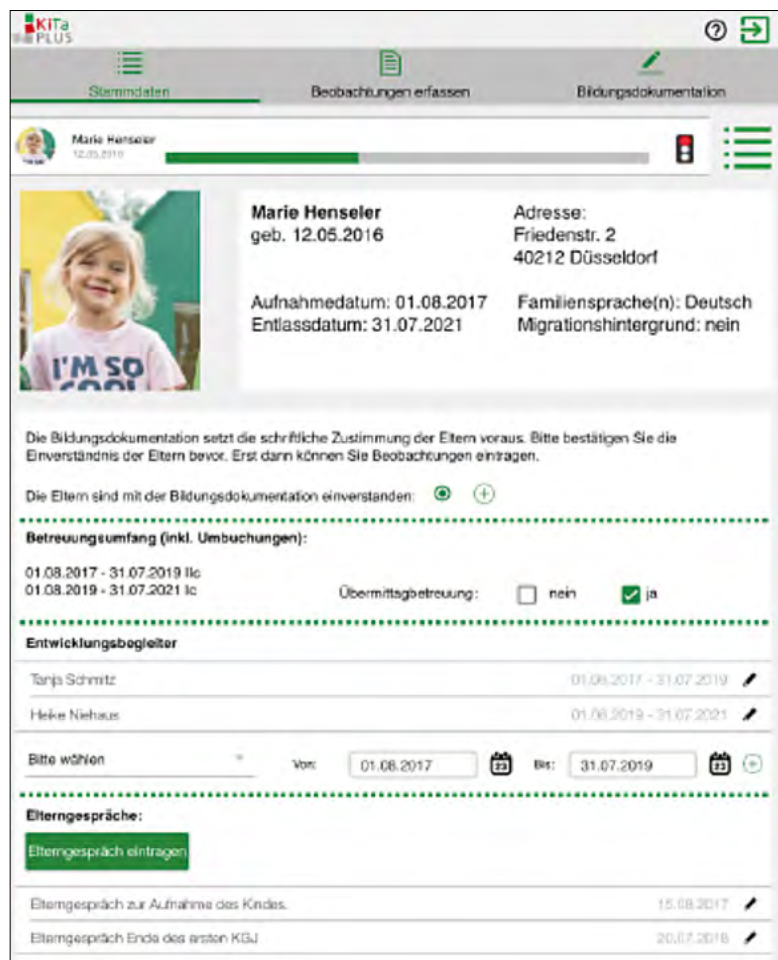 KiTa
PLUS
Stammdaten
Beobachtungen erfassen
Bildungsdokumentation
Marie Henseler
12.05.2016
Marie Henseler
geb. 12.05.2016
Adresse:
Friedenstr. 2
40212 Düsseldorf
Aufnahmedatum: 01.08.2017
Entlassdatum: 31.07.2021
Familiensprache(n): Deutsch
Migrationshintergrund: nein
I'M SO
COOL
Die Bildungsdokumentation setzt die schriftliche Zustimmung der Eltern voraus. Bitte bestätigen Sie die
Einverständnis der Eltern bevor. Erst dann können Sie Beobachtungen eintragen.
Die Eltern sind mit der Bildungsdokumentation einverstanden:
Betreuungsumfang (inkl. Umbuchungen):
01.08.2017 - 31.07.2019 IIc
01.08.2019 - 31.07.2021 Ic
Übermittagbetreuung: nein ja
Entwicklungsbegleiter
Tanja Schmitz 01.08.2017 - 31.07.2019
Heike Niehaus 01.08.2019 - 31.07.2021
Bitte wählen Von: 01.08.2017 23 Bis: 31.07.2019 23
Elterngespräche:
Elterngespräch eintragen
Elterngespräch zur Aufnahme des Kindes. 15.08.2017
Elterngespräch Ende des ersten KGJ 20.07.2018